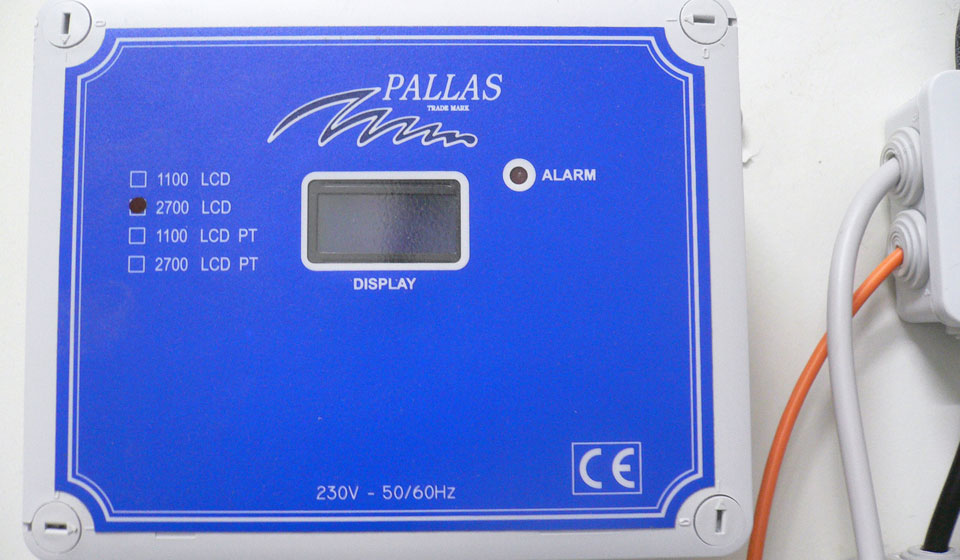 PALLAS
TRADE MARK
ALARM
1100 LCD
2700 LCD
1100 LCD PT
2700 LCD PT
DISPLAY
CE
230V - 50/60Hz